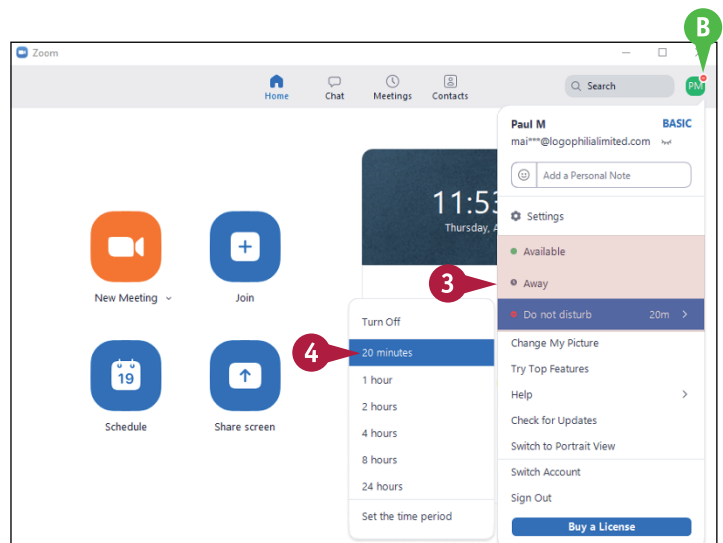 B
Zoom
Home
Chat
Meetings
Contacts
Search
PM
Paul M BASIC
mai***@logophilialimited.com
Add a Personal Note
11:53
Thursday, A
Settings
Available
3
Away
Do not disturb 20m
New Meeting
Join
Turn Off
4
20 minutes
1 hour
2 hours
4 hours
8 hours
24 hours
Set the time period
19
Schedule
Share screen
Change My Picture
Try Top Features
Help
Check for Updates
Switch to Portrait View
Switch Account
Sign Out
Buy a License